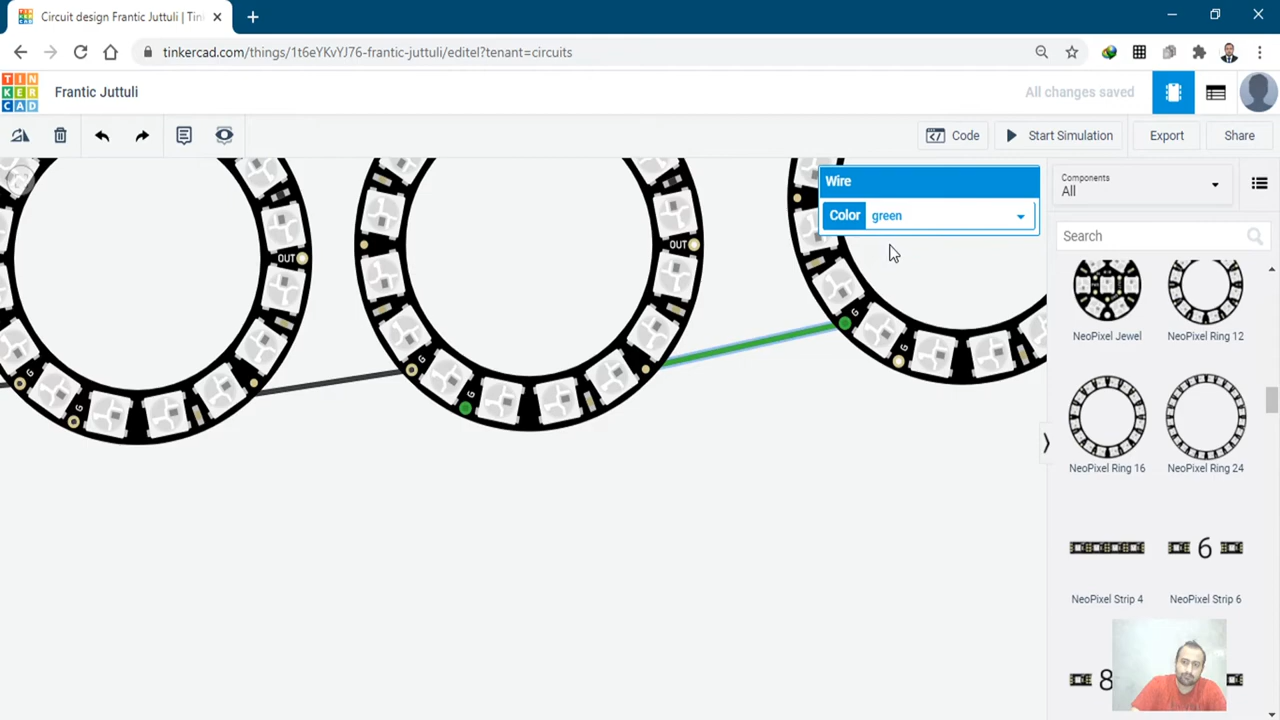 Circuit design Frantic Juttuli | Tin
tinkercad.com/things/1t6eYKvYJ76-frantic-juttuli/editel?tenant=circuits
TIN
KER
CAD
Frantic Juttuli
All changes saved
Code
Start Simulation
Export
Share
Wire
Color green
Components
All
Search
OUT
OUT
G
G
G
G
G
G
NeoPixel Jewel
NeoPixel Ring 12
NeoPixel Ring 16
NeoPixel Ring 24
6
NeoPixel Strip 4
NeoPixel Strip 6
8